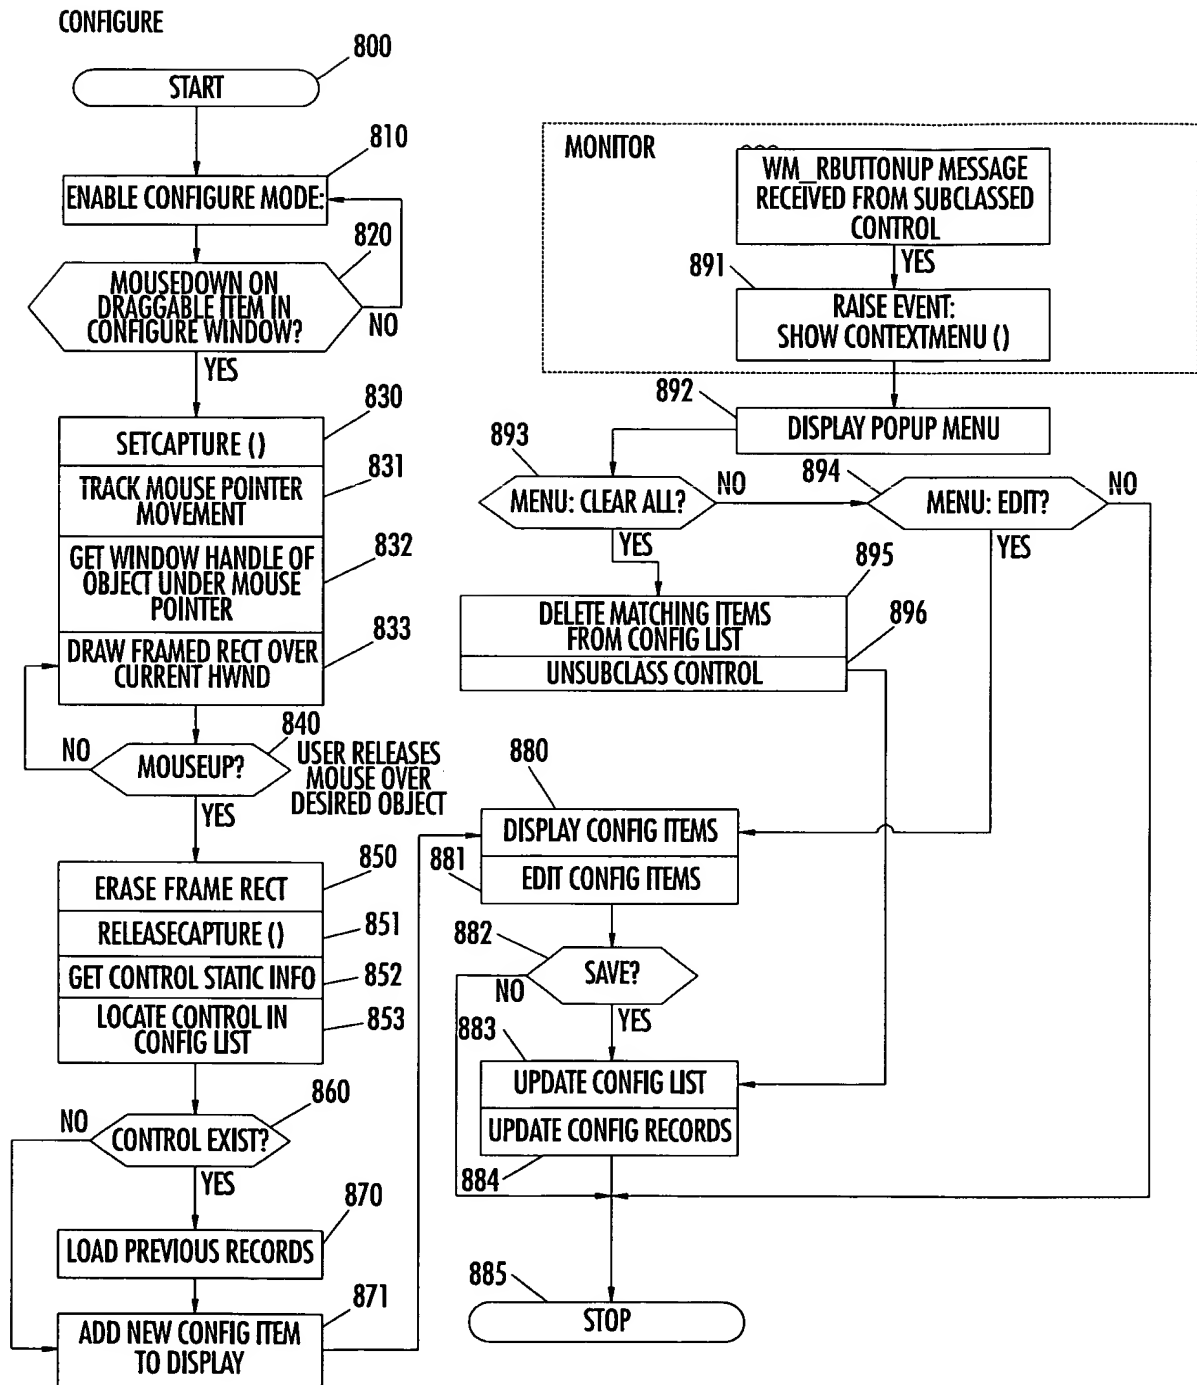 CONFIGURE
800
START
810
ENABLE CONFIGURE MODE:
820
MOUSEDOWN ON
DRAGGABLE ITEM IN
CONFIGURE WINDOW?
NO
YES
830
SETCAPTURE ()
831
TRACK MOUSE POINTER
MOVEMENT
832
GET WINDOW HANDLE OF
OBJECT UNDER MOUSE
POINTER
833
DRAW FRAMED RECT OVER
CURRENT HWND
840
NO
MOUSEUP?
USER RELEASES
MOUSE OVER
DESIRED OBJECT
YES
850
ERASE FRAME RECT
RELEASECAPTURE ()
851
GET CONTROL STATIC INFO
852
LOCATE CONTROL IN
CONFIG LIST
853
860
NO
CONTROL EXIST?
YES
870
LOAD PREVIOUS RECORDS
871
ADD NEW CONFIG ITEM
TO DISPLAY
MONITOR
WM_RBUTTONUP MESSAGE
RECEIVED FROM SUBCLASSED
CONTROL
YES
891
RAISE EVENT:
SHOW CONTEXTMENU ()
892
DISPLAY POPUP MENU
893
MENU: CLEAR ALL?
NO
894
MENU: EDIT?
NO
YES
YES
895
DELETE MATCHING ITEMS
FROM CONFIG LIST
896
UNSUBCLASS CONTROL
880
DISPLAY CONFIG ITEMS
881
EDIT CONFIG ITEMS
882
SAVE?
NO
YES
883
UPDATE CONFIG LIST
UPDATE CONFIG RECORDS
884
885
STOP